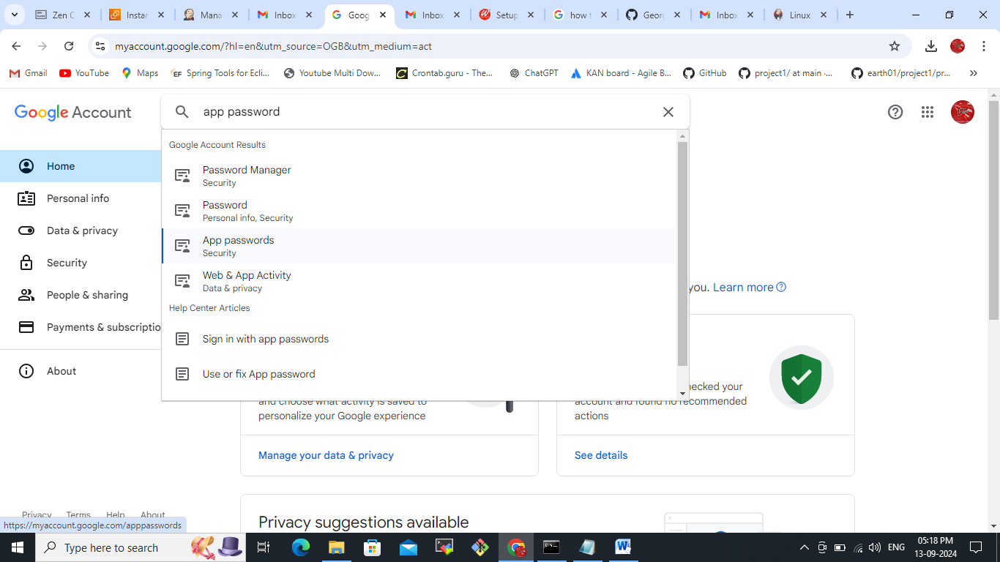 Zen C
Instar
Mana
Inbox
Goog
Inbox
Setup
how t
Georg
Inbox
Linux
myaccount.google.com/?hl=en&utm_source=OGB&utm_medium=act
Gmail
YouTube
Maps
Spring Tools for Ecli...
Youtube Multi Dow...
Crontab.guru - The...
ChatGPT
KAN board - Agile B...
GitHub
project1/ at main ·...
earth01/project1/pr...
Google Account
app password
Google Account Results
Home
Password Manager
Security
Personal info
Password
Personal info, Security
Data & privacy
App passwords
Security
Security
Web & App Activity
Data & privacy
you. Learn more
People & sharing
Help Center Articles
Payments & subscriptio
Sign in with app passwords
About
Use or fix App password
hecked your
and choose what activity is saved to
personalize your Google experience
account and found no recommended
actions
Manage your data & privacy
See details
Privacy Terms Help About
https://myaccount.google.com/apppasswords
Privacy suggestions available
Type here to search
ENG
05:18 PM
13-09-2024